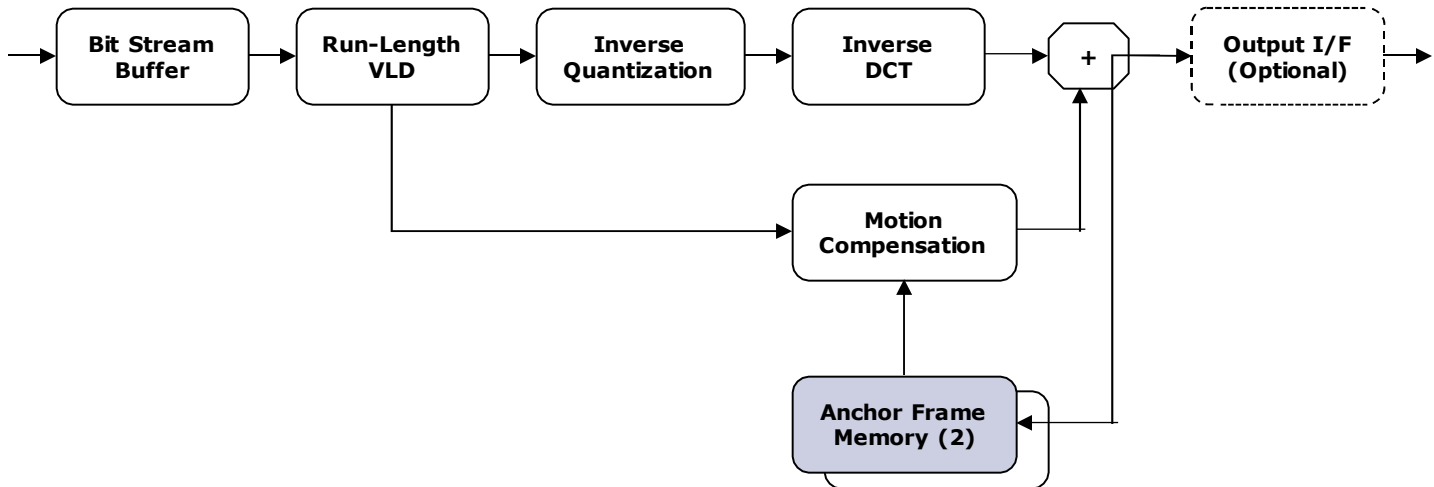 Bit Stream
Buffer
Run-Length
VLD
Inverse
Quantization
Inverse
DCT
+
Output I/F
(Optional)
Motion
Compensation
Anchor Frame
Memory (2)